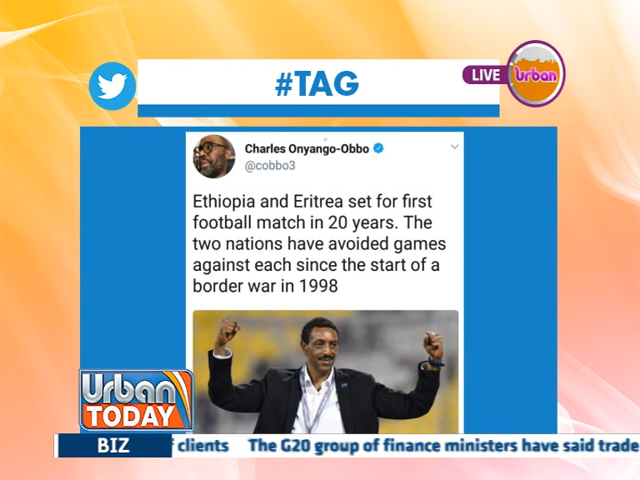 #TAG
LIVE
urban
Charles Onyango-Obbo
@cobbo3
Ethiopia and Eritrea set for first
football match in 20 years. The
two nations have avoided games
against each since the start of a
border war in 1998
Urban
TODAY
BIZ
f clients The G20 group of finance ministers have said trade